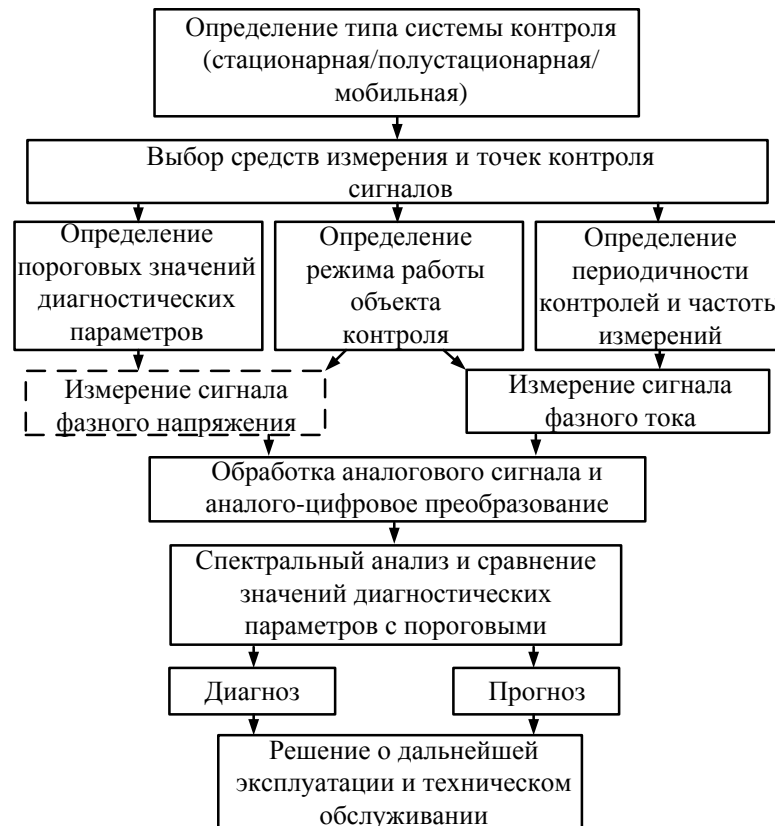 Определение типа системы контроля
(стационарная/полустационарная/
мобильная)
Выбор средств измерения и точек контроля
сигналов
Определение
пороговых значений
диагностических
параметров
Определение
режима работы
объекта
контроля
Определение
периодичности
контролей и частоты
измерений
Измерение сигнала
фазного напряжения
Измерение сигнала
фазного тока
Обработка аналогового сигнала и
аналого-цифровое преобразование
Спектральный анализ и сравнение
значений диагностических
параметров с пороговыми
Диагноз
Прогноз
Решение о дальнейшей
эксплуатации и техническом
обслуживании